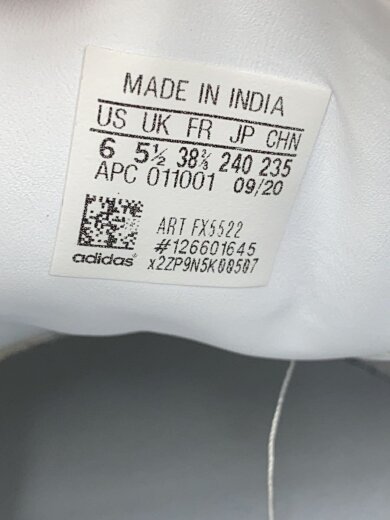 MADE IN INDIA
US UK FR JP CHN
6 5½ 38⅔ 240 235
APC 011001 09/20
ART FX5522
#126601645
adidas® x2ZP9N5K08507